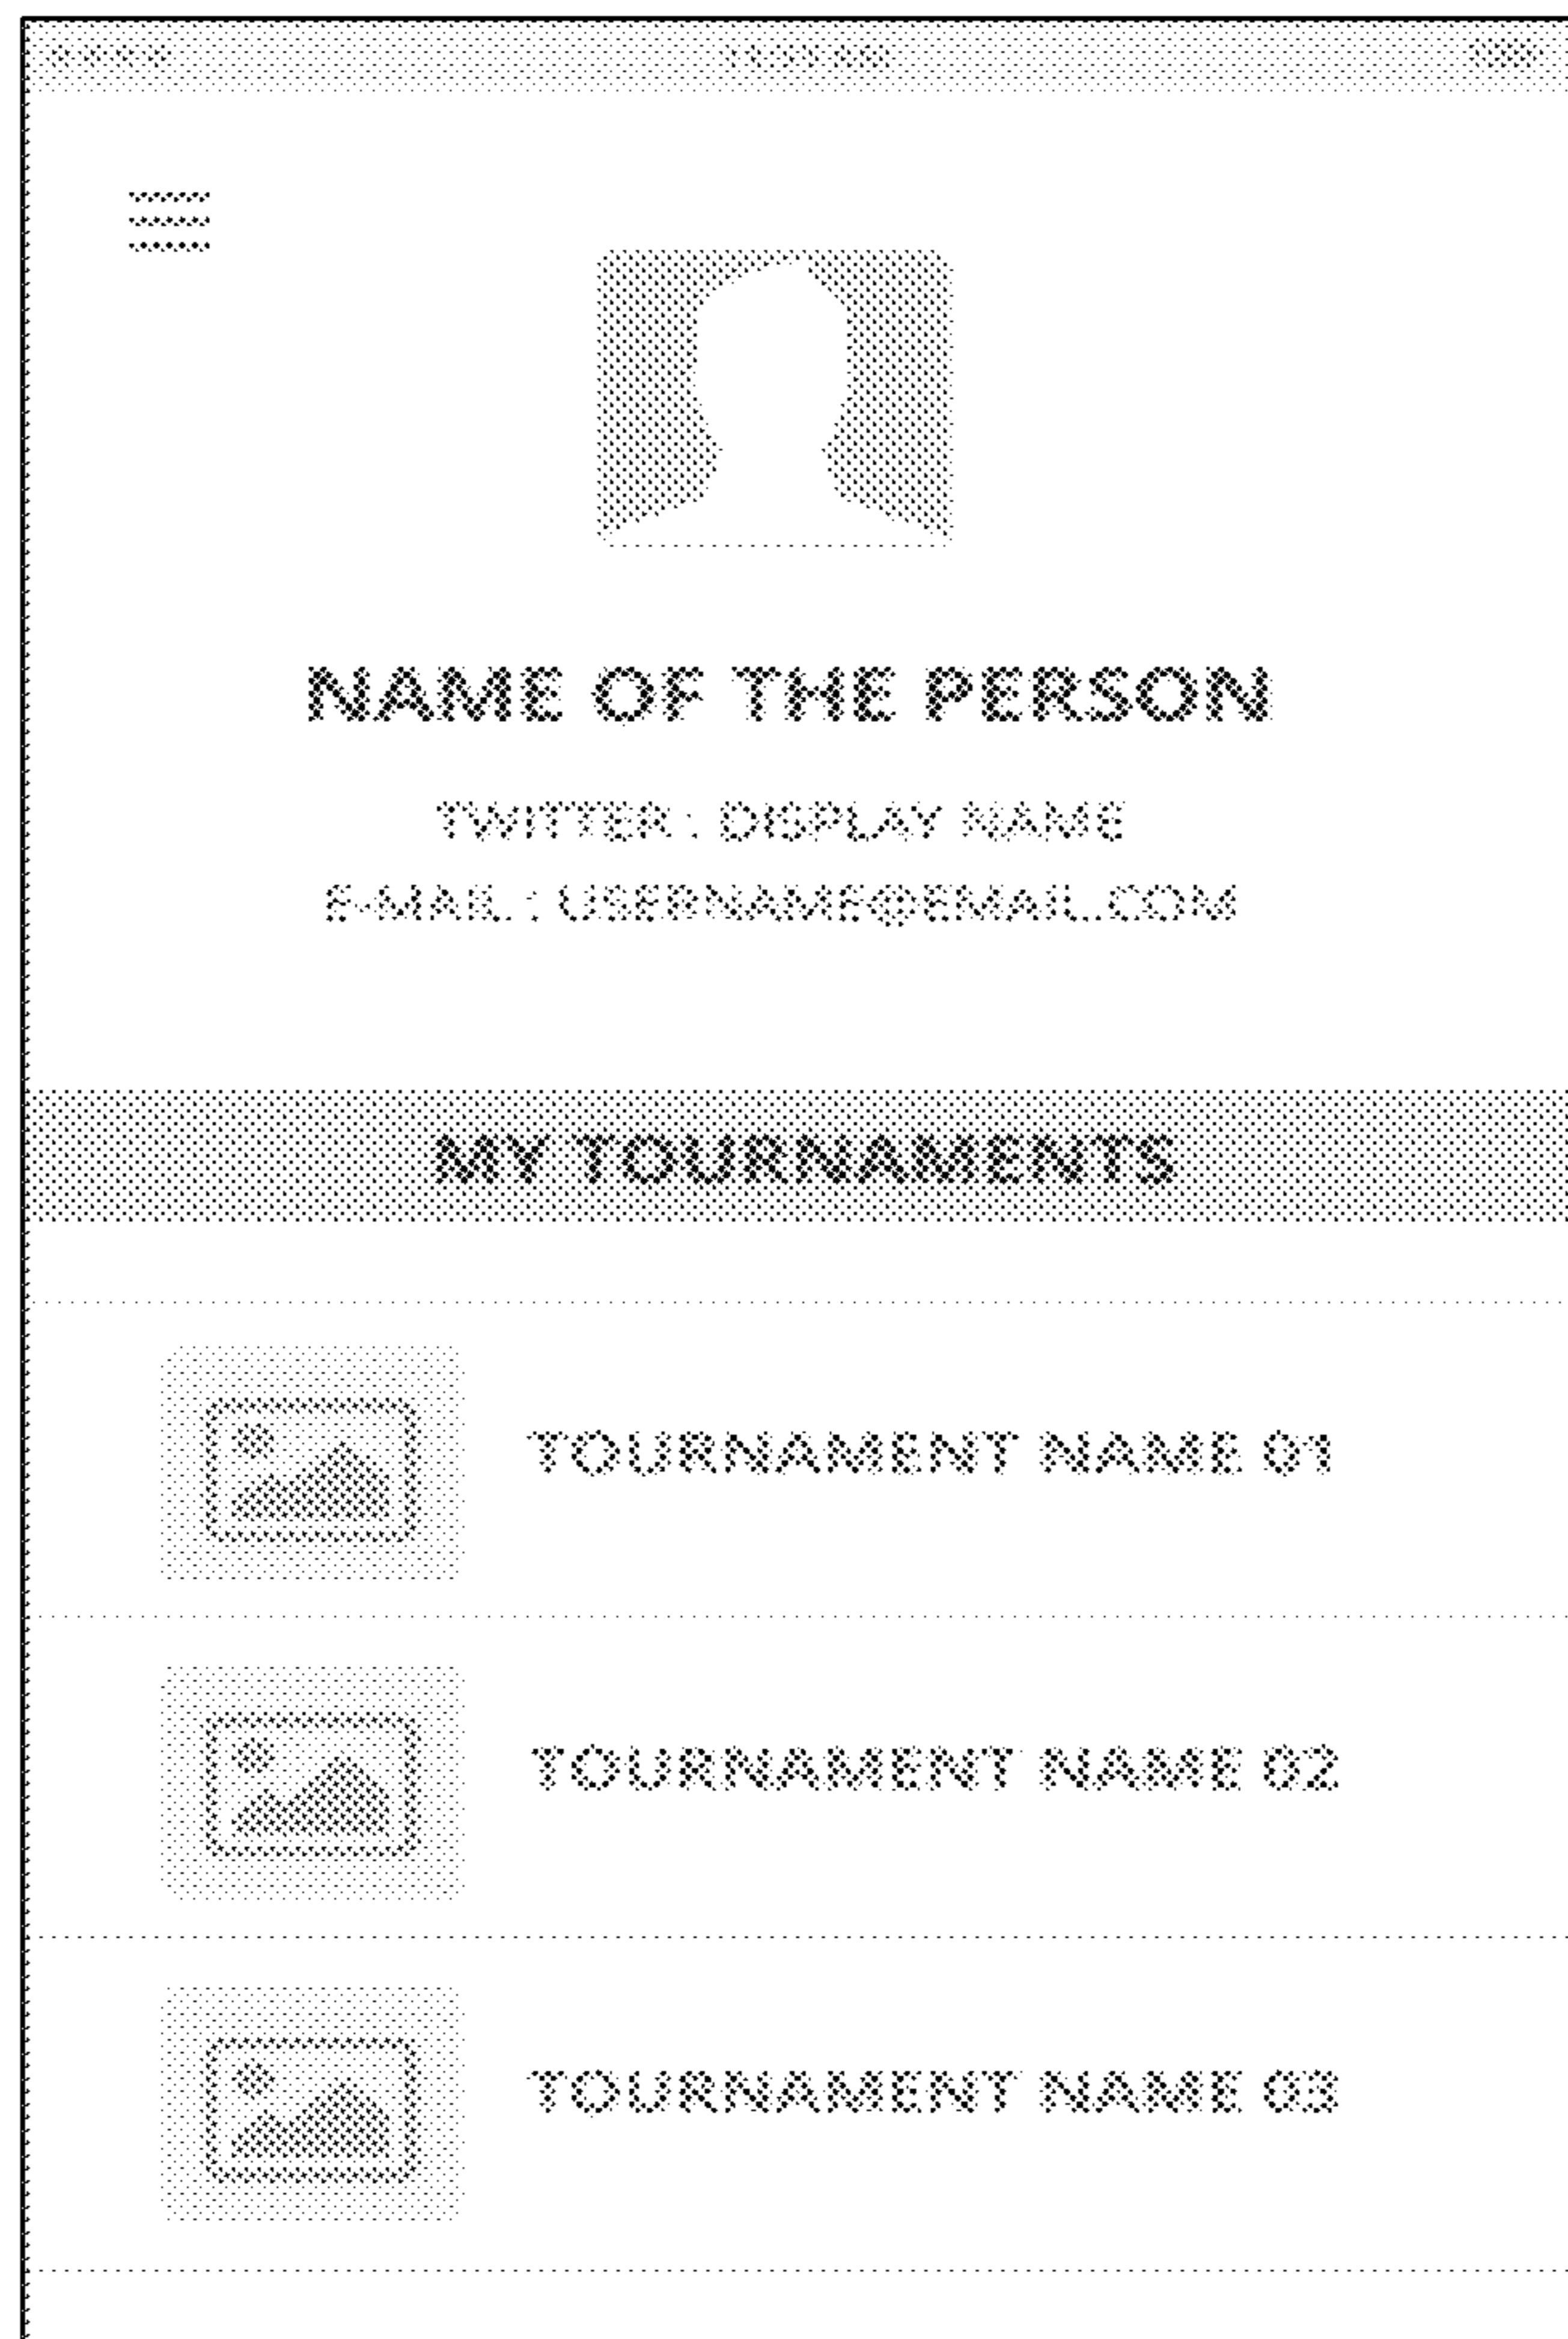 NAME OF THE PERSON
TWITTER : DISPLAY NAME
E-MAIL : USERNAME@EMAIL.COM
MY TOURNAMENTS
TOURNAMENT NAME 01
TOURNAMENT NAME 02
TOURNAMENT NAME 03